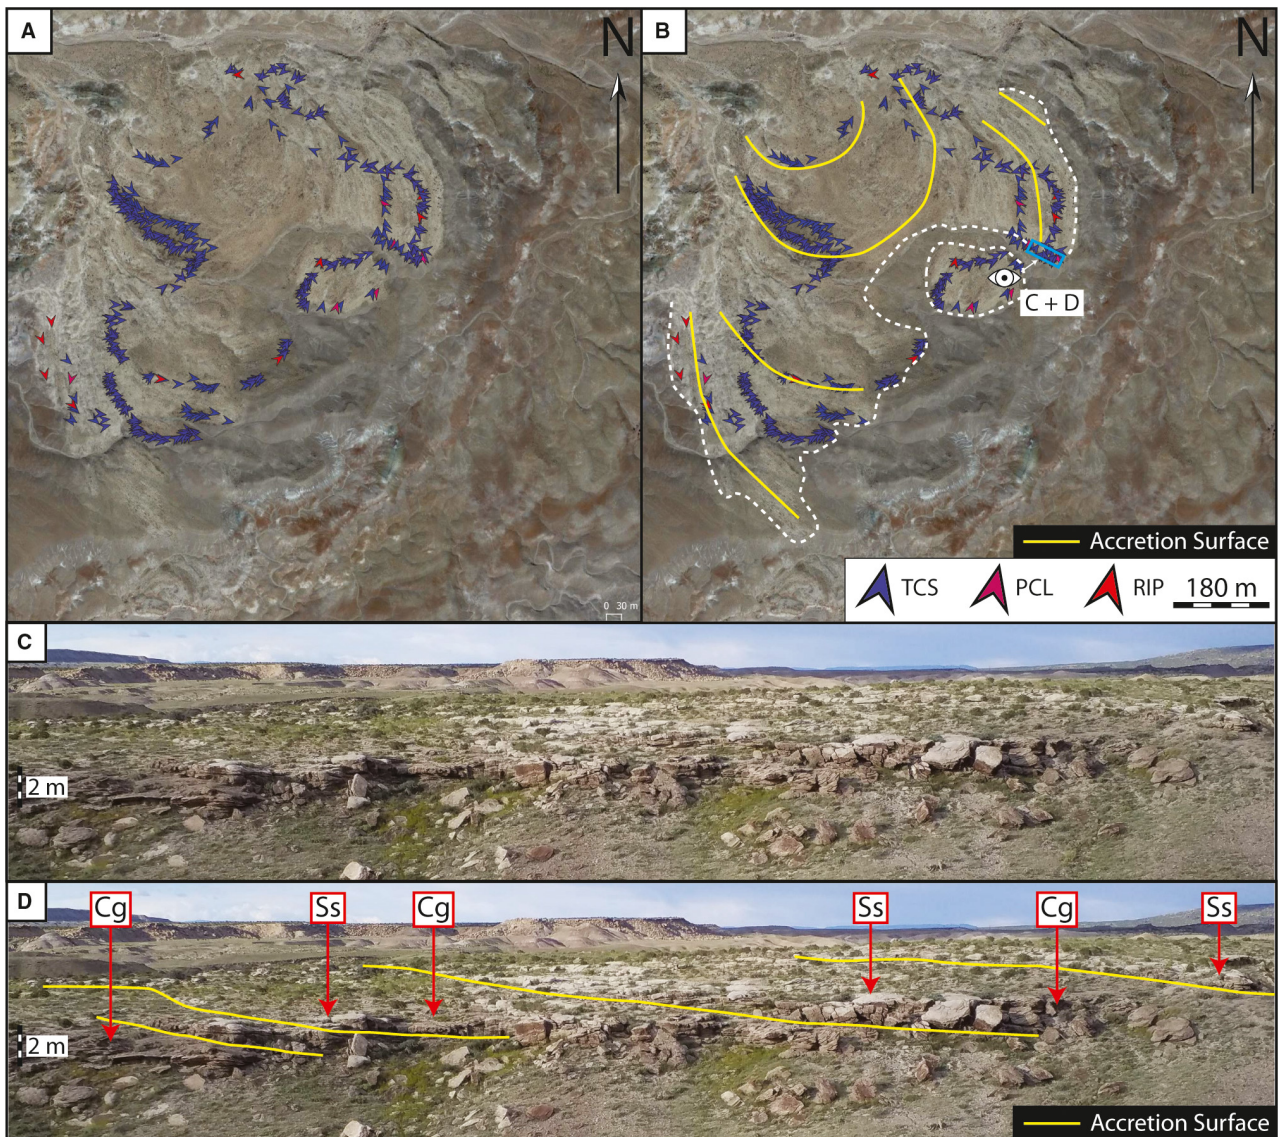 A
N
0 30 m
B
N
C + D
Accretion Surface
TCS
PCL
RIP
180 m
C
2 m
D
Cg
Ss
Cg
Ss
Cg
Ss
2 m
Accretion Surface